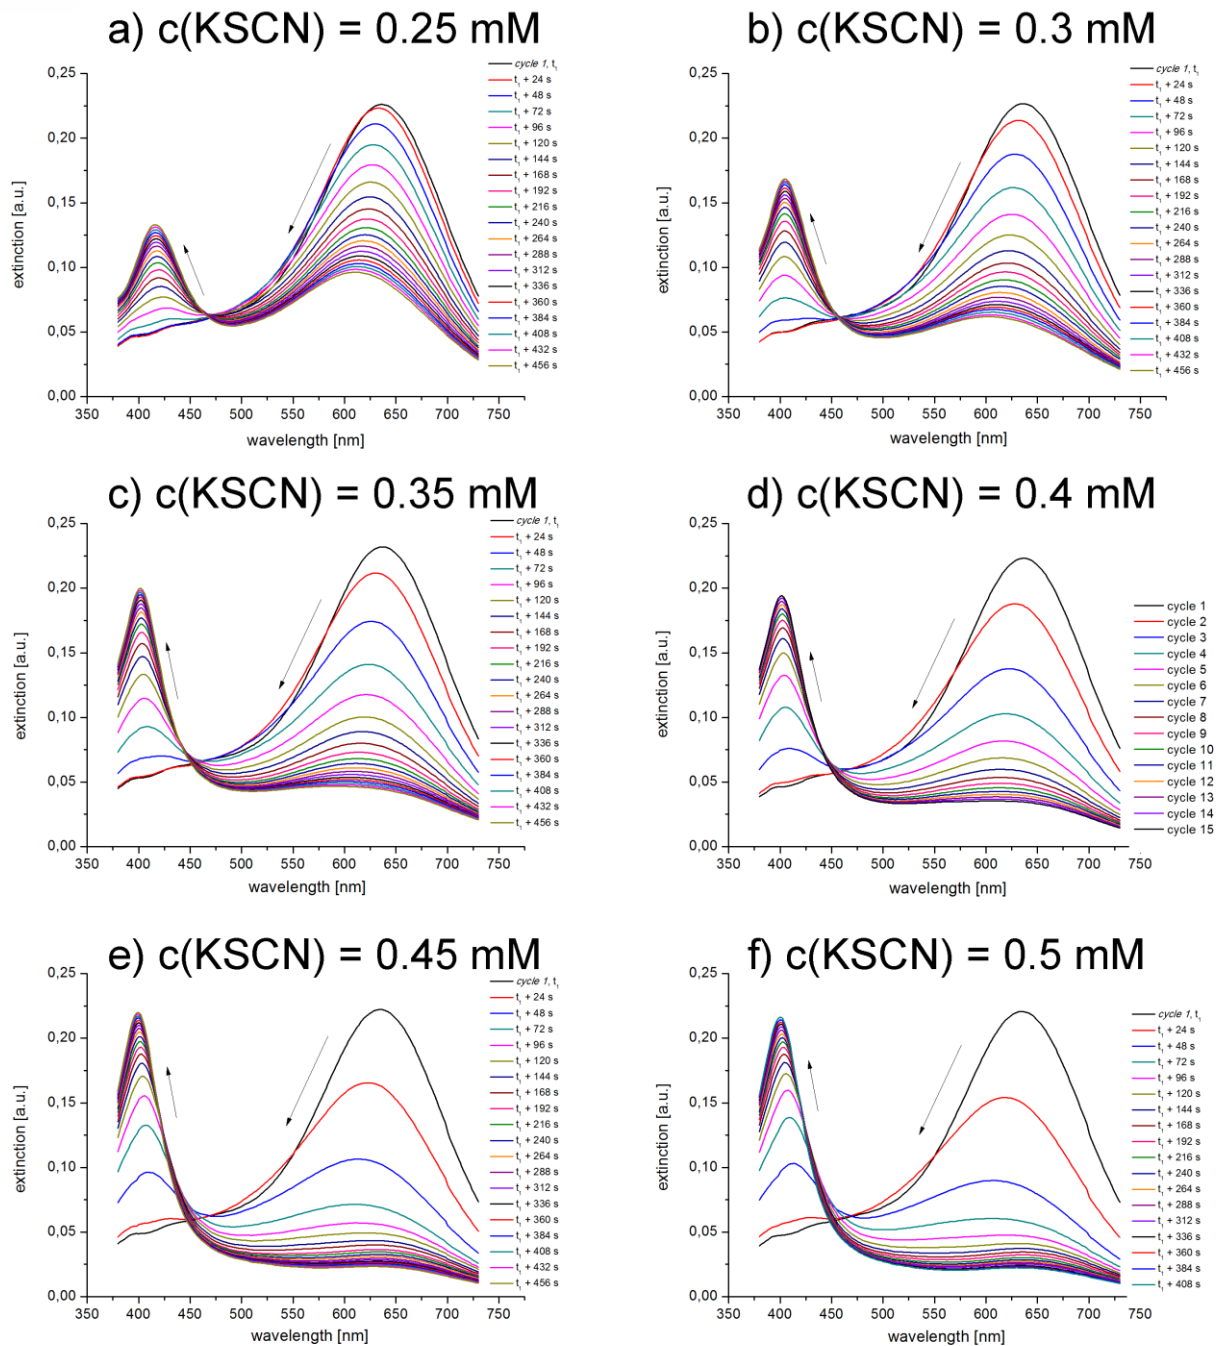 a) c(KSCN) = 0.25 mM
0,25
0,20
0,15
0,10
0,05
0,00
extinction [a.u.]
350 400 450 500 550 600 650 700 750
wavelength [nm]
cycle 1, t₁
t₁ + 24 s
t₁ + 48 s
t₁ + 72 s
t₁ + 96 s
t₁ + 120 s
t₁ + 144 s
t₁ + 168 s
t₁ + 192 s
t₁ + 216 s
t₁ + 240 s
t₁ + 264 s
t₁ + 288 s
t₁ + 312 s
t₁ + 336 s
t₁ + 360 s
t₁ + 384 s
t₁ + 408 s
t₁ + 432 s
t₁ + 456 s
b) c(KSCN) = 0.3 mM
0,25
0,20
0,15
0,10
0,05
0,00
extinction [a.u.]
350 400 450 500 550 600 650 700 750
wavelength [nm]
cycle 1, t₁
t₁ + 24 s
t₁ + 48 s
t₁ + 72 s
t₁ + 96 s
t₁ + 120 s
t₁ + 144 s
t₁ + 168 s
t₁ + 192 s
t₁ + 216 s
t₁ + 240 s
t₁ + 264 s
t₁ + 288 s
t₁ + 312 s
t₁ + 336 s
t₁ + 360 s
t₁ + 384 s
t₁ + 408 s
t₁ + 432 s
t₁ + 456 s
c) c(KSCN) = 0.35 mM
0,25
0,20
0,15
0,10
0,05
0,00
extinction [a.u.]
350 400 450 500 550 600 650 700 750
wavelength [nm]
cycle 1, t₁
t₁ + 24 s
t₁ + 48 s
t₁ + 72 s
t₁ + 96 s
t₁ + 120 s
t₁ + 144 s
t₁ + 168 s
t₁ + 192 s
t₁ + 216 s
t₁ + 240 s
t₁ + 264 s
t₁ + 288 s
t₁ + 312 s
t₁ + 336 s
t₁ + 360 s
t₁ + 384 s
t₁ + 408 s
t₁ + 432 s
t₁ + 456 s
d) c(KSCN) = 0.4 mM
0,25
0,20
0,15
0,10
0,05
0,00
extinction [a.u.]
350 400 450 500 550 600 650 700 750
wavelength [nm]
cycle 1
cycle 2
cycle 3
cycle 4
cycle 5
cycle 6
cycle 7
cycle 8
cycle 9
cycle 10
cycle 11
cycle 12
cycle 13
cycle 14
cycle 15
e) c(KSCN) = 0.45 mM
0,25
0,20
0,15
0,10
0,05
0,00
extinction [a.u.]
350 400 450 500 550 600 650 700 750
wavelength [nm]
cycle 1, t₁
t₁ + 24 s
t₁ + 48 s
t₁ + 72 s
t₁ + 96 s
t₁ + 120 s
t₁ + 144 s
t₁ + 168 s
t₁ + 192 s
t₁ + 216 s
t₁ + 240 s
t₁ + 264 s
t₁ + 288 s
t₁ + 312 s
t₁ + 336 s
t₁ + 360 s
t₁ + 384 s
t₁ + 408 s
t₁ + 432 s
t₁ + 456 s
f) c(KSCN) = 0.5 mM
0,25
0,20
0,15
0,10
0,05
0,00
extinction [a.u.]
350 400 450 500 550 600 650 700 750
wavelength [nm]
cycle 1, t₁
t₁ + 24 s
t₁ + 48 s
t₁ + 72 s
t₁ + 96 s
t₁ + 120 s
t₁ + 144 s
t₁ + 168 s
t₁ + 192 s
t₁ + 216 s
t₁ + 240 s
t₁ + 264 s
t₁ + 288 s
t₁ + 312 s
t₁ + 336 s
t₁ + 360 s
t₁ + 384 s
t₁ + 408 s